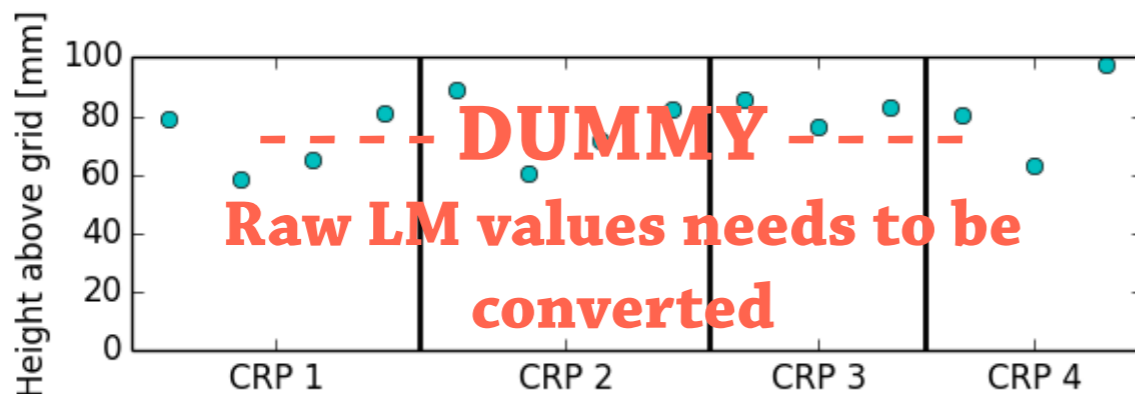 Height above grid [mm]
100
80
60
40
20
0
- - - - DUMMY - - - -
Raw LM values needs to be
converted
CRP 1 CRP 2 CRP 3 CRP 4